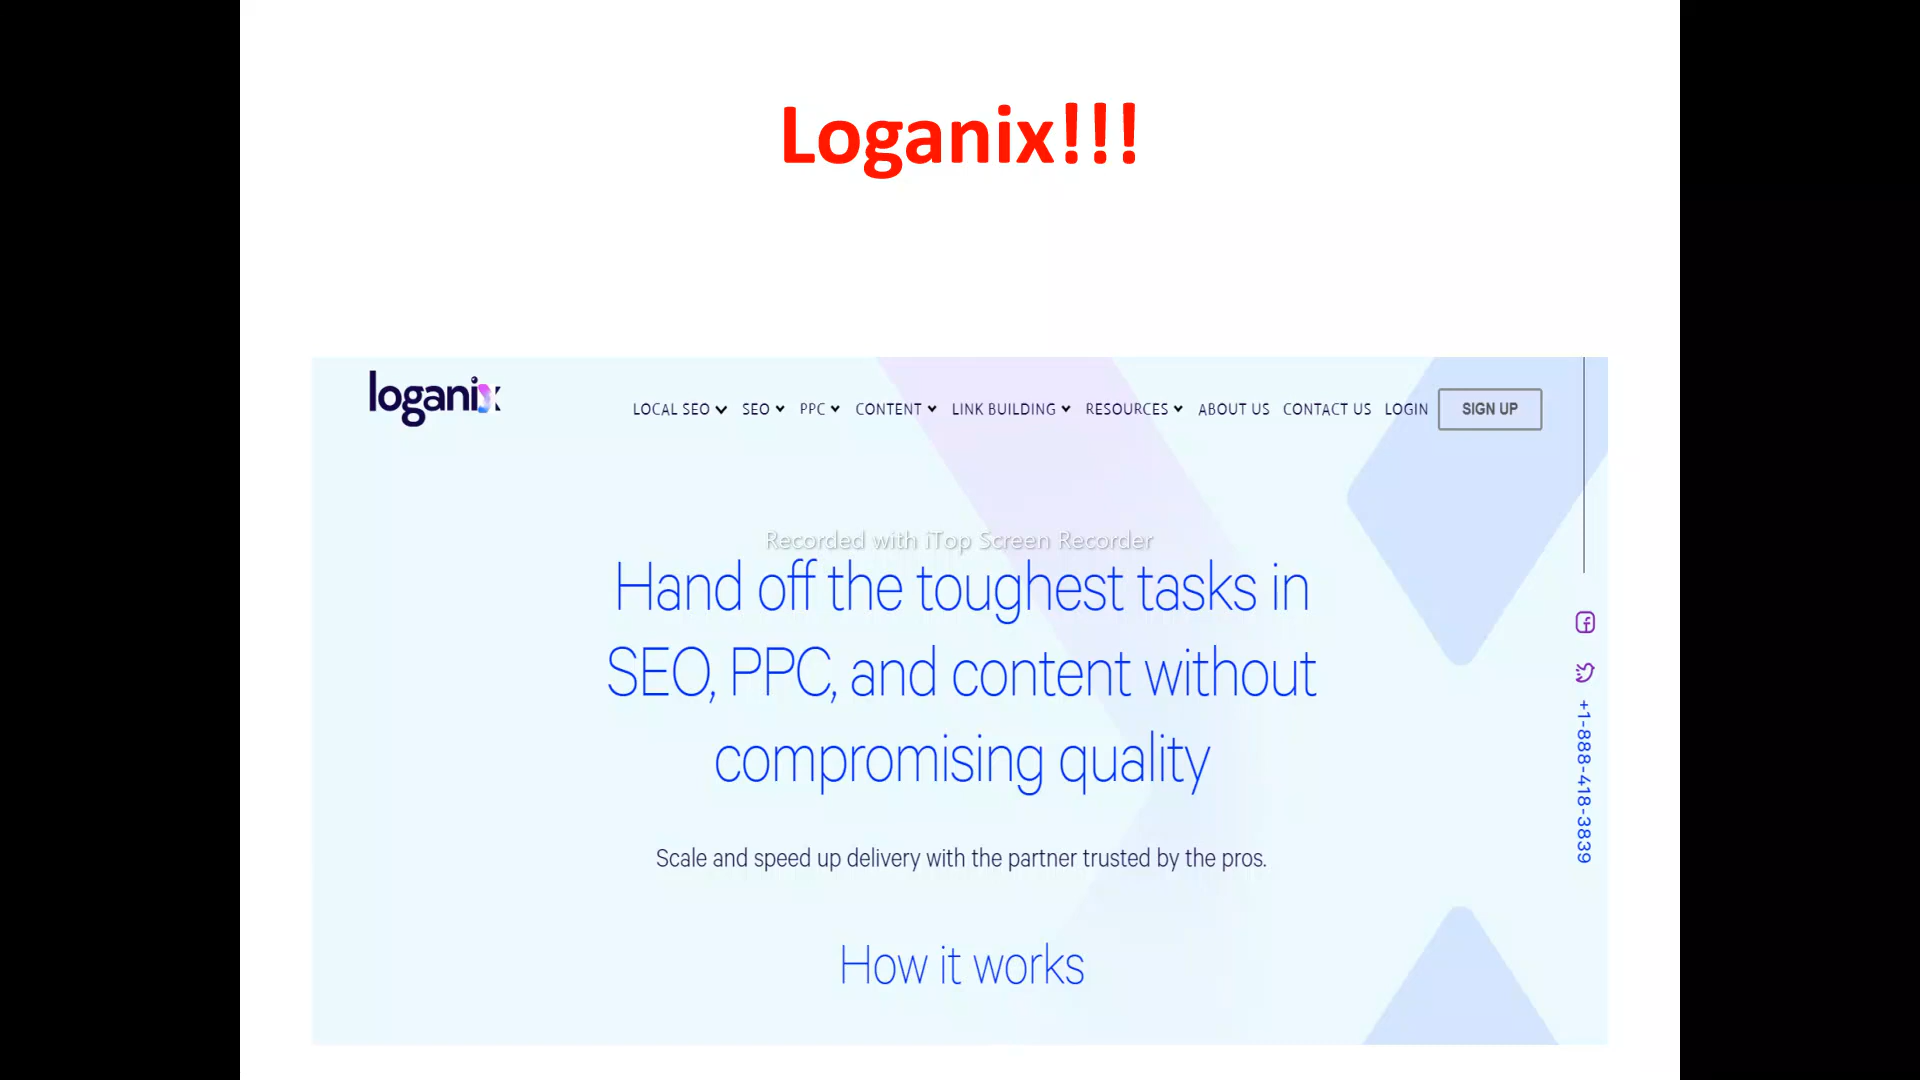 Loganix!!!
loganix
LOCAL SEO SEO PPC CONTENT LINK BUILDING RESOURCES ABOUT US CONTACT US LOGIN SIGN UP
Recorded with iTop Screen Recorder
Hand off the toughest tasks in
SEO, PPC, and content without
compromising quality
+1-888-418-3839
Scale and speed up delivery with the partner trusted by the pros.
How it works